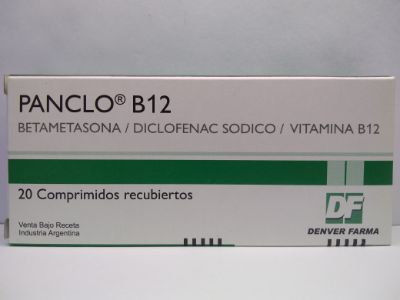 PANCLO® B12
BETAMETASONA / DICLOFENAC SODICO / VITAMINA B12
20 Comprimidos recubiertos
Venta Bajo Receta
Industria Argentina
DF
DENVER FARMA